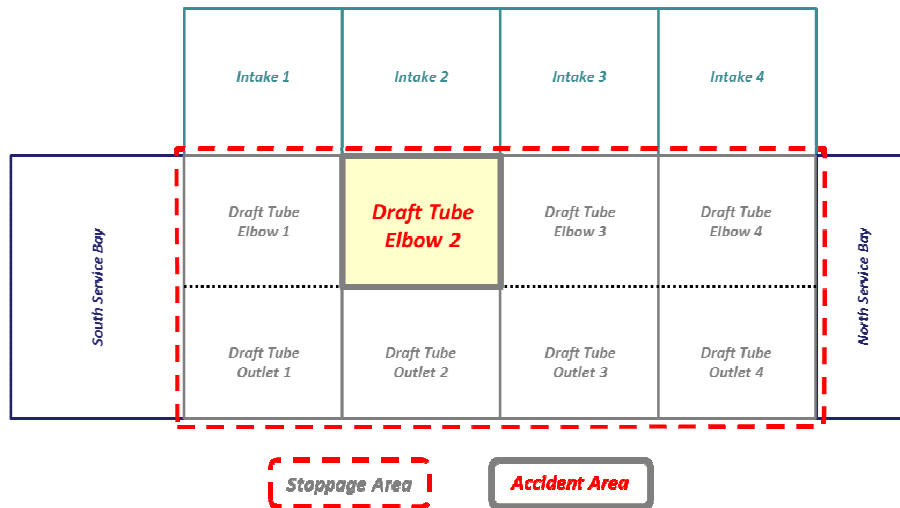 Intake 1
Intake 2
Intake 3
Intake 4
South Service Bay
Draft Tube
Elbow 1
Draft Tube
Elbow 2
Draft Tube
Elbow 3
Draft Tube
Elbow 4
North Service Bay
Draft Tube
Outlet 1
Draft Tube
Outlet 2
Draft Tube
Outlet 3
Draft Tube
Outlet 4
Stoppage Area
Accident Area